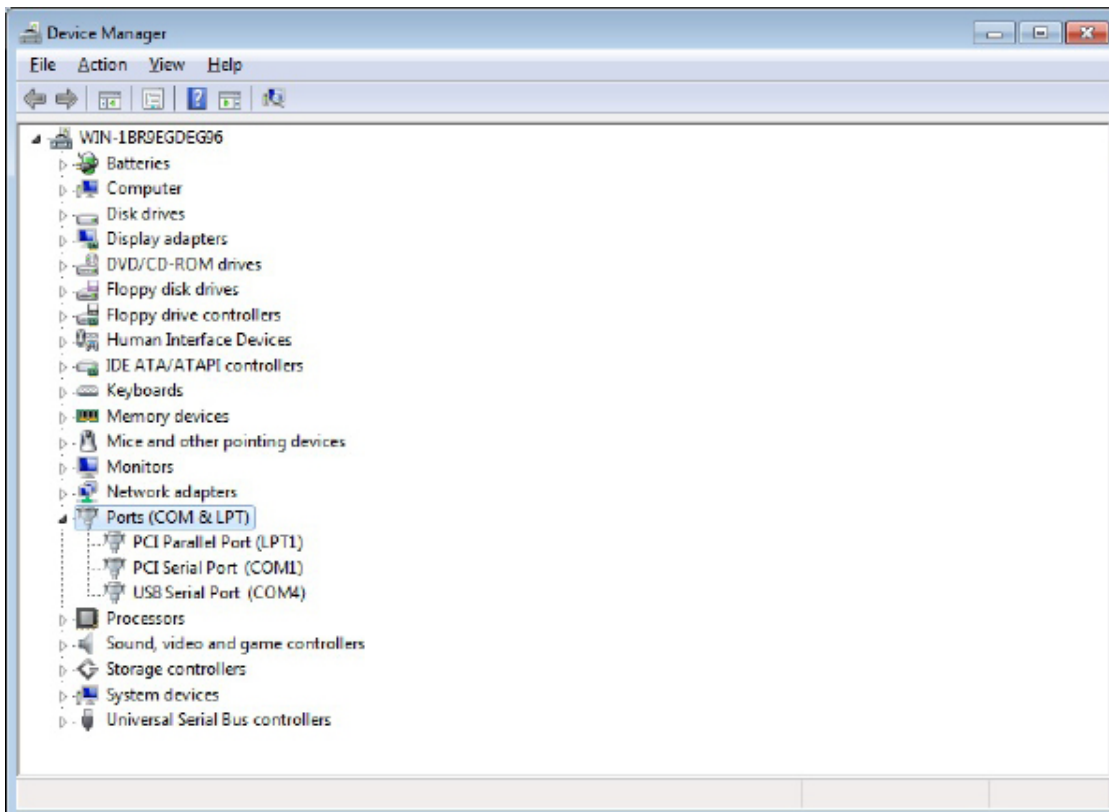 Device Manager
File Action View Help
WIN-1BR9EGDEG96
Batteries
Computer
Disk drives
Display adapters
DVD/CD-ROM drives
Floppy disk drives
Floppy drive controllers
Human Interface Devices
IDE ATA/ATAPI controllers
Keyboards
Memory devices
Mice and other pointing devices
Monitors
Network adapters
Ports (COM & LPT)
PCI Parallel Port (LPT1)
PCI Serial Port (COM1)
USB Serial Port (COM4)
Processors
Sound, video and game controllers
Storage controllers
System devices
Universal Serial Bus controllers